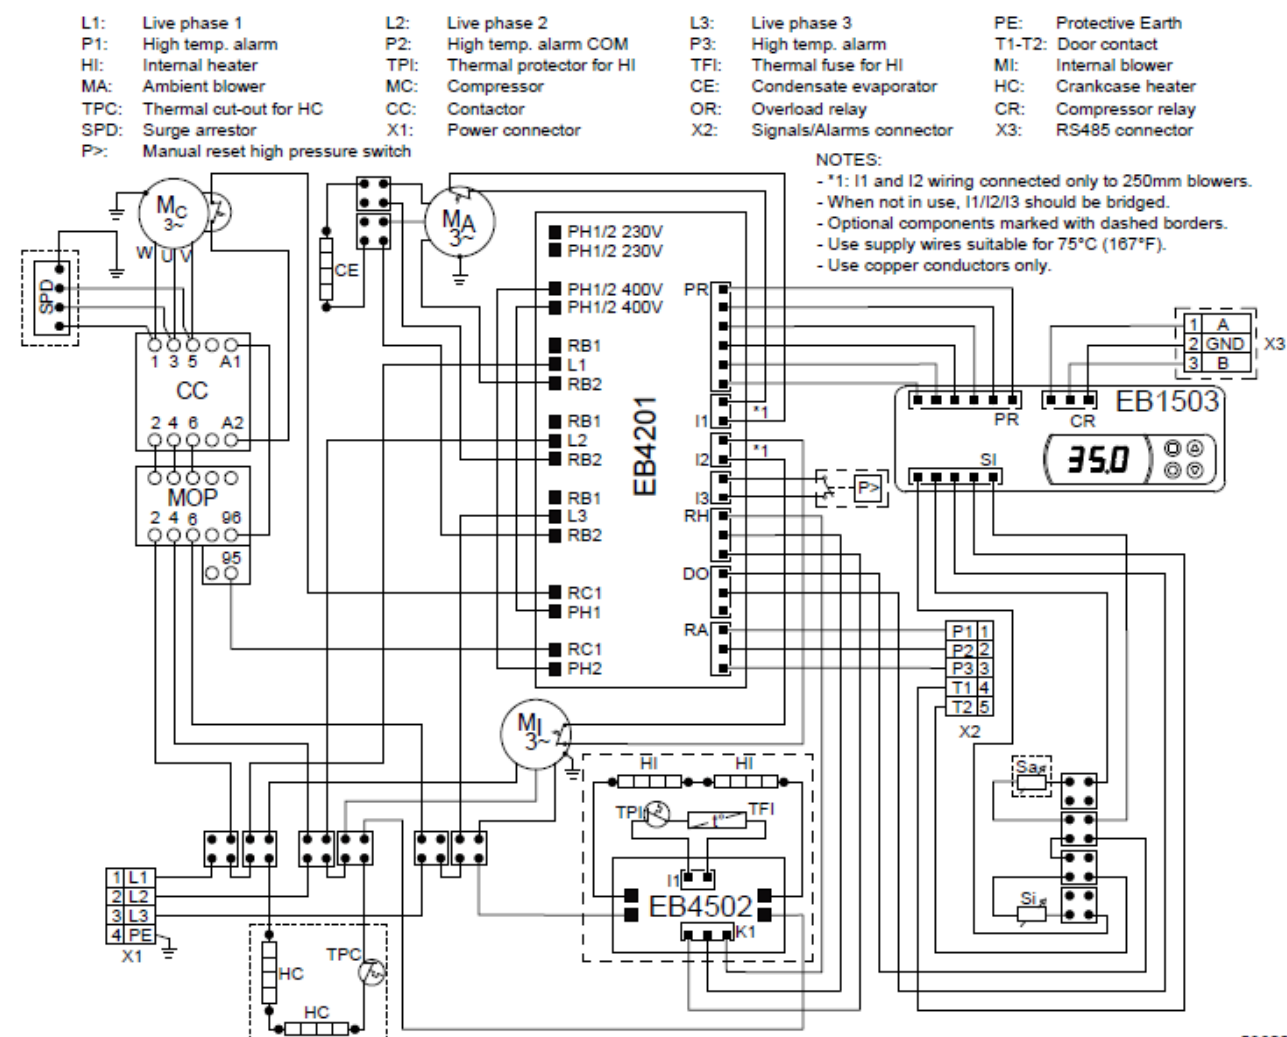 L1: Live phase 1 L2: Live phase 2 L3: Live phase 3 PE: Protective Earth
P1: High temp. alarm P2: High temp. alarm COM P3: High temp. alarm T1-T2: Door contact
HI: Internal heater TPI: Thermal protector for HI TFI: Thermal fuse for HI MI: Internal blower
MA: Ambient blower MC: Compressor CE: Condensate evaporator HC: Crankcase heater
TPC: Thermal cut-out for HC CC: Contactor OR: Overload relay CR: Compressor relay
SPD: Surge arrestor X1: Power connector X2: Signals/Alarms connector X3: RS485 connector
P>: Manual reset high pressure switch
NOTES:
- *1: I1 and I2 wiring connected only to 250mm blowers.
- When not in use, I1/I2/I3 should be bridged.
- Optional components marked with dashed borders.
- Use supply wires suitable for 75°C (167°F).
- Use copper conductors only.
MC
3~
W U V
SPD
1 3 5 A1
CC
2 4 6 A2
MOP
2 4 6 96
95
CE
MA
3~
PH1/2 230V
PH1/2 230V
PH1/2 400V
PH1/2 400V
RB1
L1
RB2
RB1
L2
RB2
RB1
L3
RB2
RC1
PH1
RC1
PH2
EB4201
PR
I1
I2
I3
RH
DO
RA
*1
*1
P>
1 A
2 GND
3 B
X3
EB1503
PR
CR
SI
35.0
P1 1
P2 2
P3 3
T1 4
T2 5
X2
MI
3~
HI HI
TPI
t°
TFI
I1
EB4502
K1
Sa
Si
1 L1
2 L2
3 L3
4 PE
X1
TPC
HC
HC